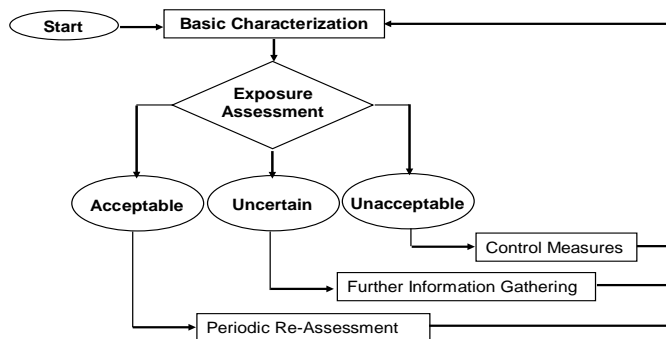 Start
Basic Characterization
Exposure
Assessment
Acceptable
Uncertain
Unacceptable
Control Measures
Further Information Gathering
Periodic Re-Assessment